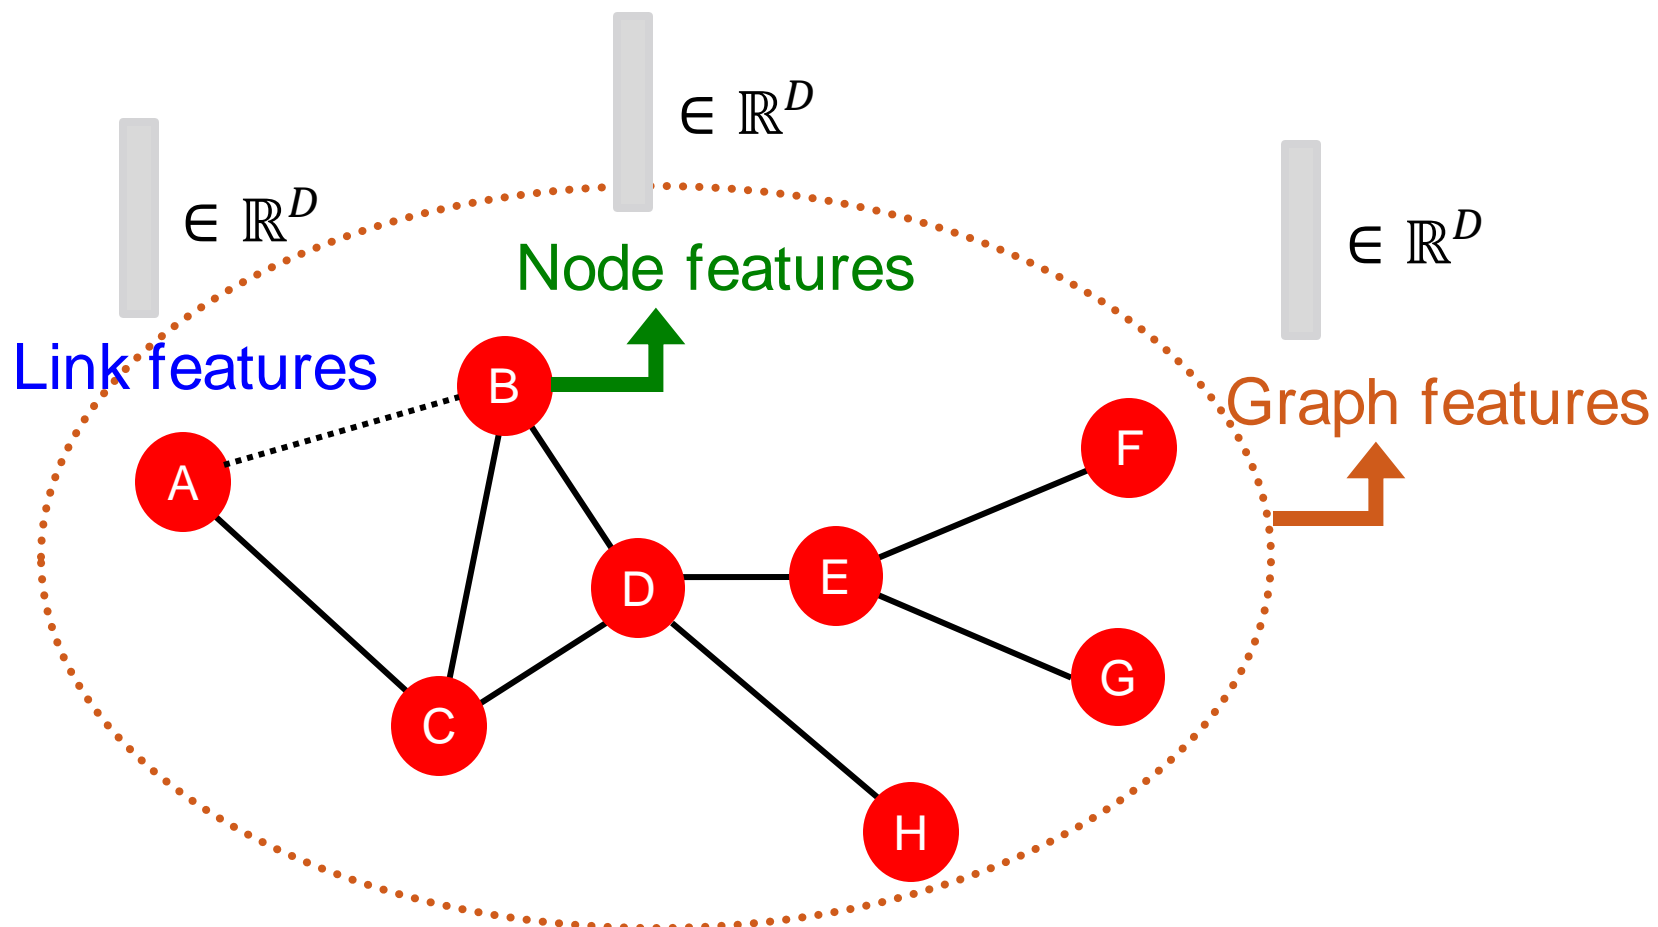 ∈ ℝ^D
∈ ℝ^D
∈ ℝ^D
Node features
Link features
Graph features
B
F
A
D
E
G
C
H